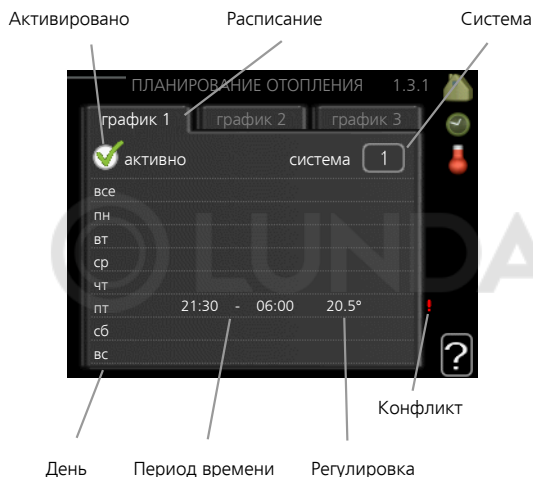 Активировано Расписание Система
ПЛАНИРОВАНИЕ ОТОПЛЕНИЯ 1.3.1
график 1 график 2 график 3
активно система 1
все
пн
вт
ср
чт
пт 21:30 - 06:00 20.5°
сб
вс
?
LUNDA
Конфликт
День Период времени Регулировка